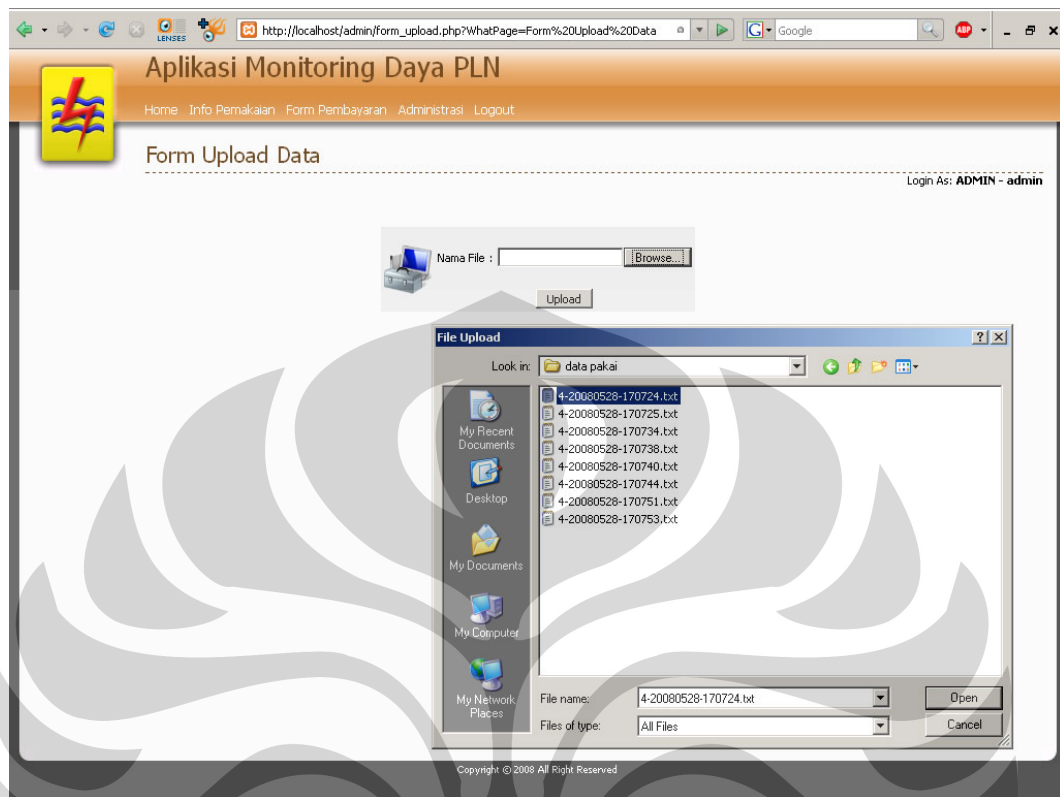 LENSES http://localhost/admin/form_upload.php?WhatPage=Form%20Upload%20Data G Google ABP
Aplikasi Monitoring Daya PLN
Home Info Pemakaian Form Pembayaran Administrasi Logout
Form Upload Data
Login As: ADMIN - admin
Nama File : Browse...
Upload
File Upload
Look in: data pakai
4-20080528-170724.txt
4-20080528-170725.txt
4-20080528-170734.txt
4-20080528-170738.txt
4-20080528-170740.txt
4-20080528-170744.txt
4-20080528-170751.txt
4-20080528-170753.txt
My Recent
Documents
Desktop
My Documents
My Computer
My Network
Places
File name: 4-20080528-170724.txt Open
Files of type: All Files Cancel
Copyright © 2008 All Right Reserved